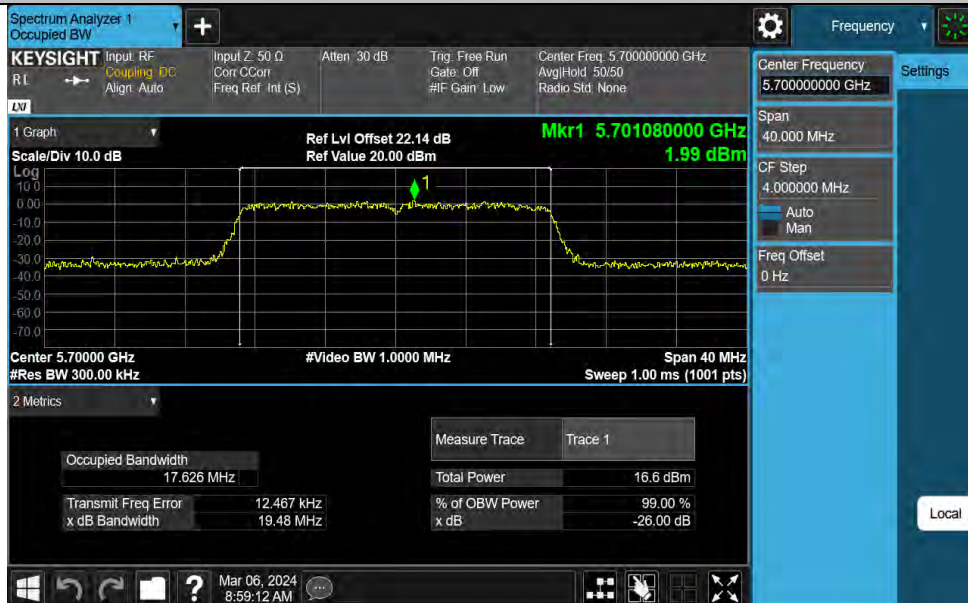 Spectrum Analyzer 1
Occupied BW
+
Frequency
KEYSIGHT
R L
LXI
Input: RF
Coupling: DC
Align: Auto
Input Z: 50 Ω
Corr CCorr
Freq Ref: Int (S)
Atten: 30 dB
Trig: Free Run
Gate: Off
#IF Gain: Low
Center Freq: 5.700000000 GHz
Avg|Hold: 50/50
Radio Std: None
Center Frequency
5.700000000 GHz
Settings
Span
40.000 MHz
CF Step
4.000000 MHz
Auto
Man
Freq Offset
0 Hz
Local
1 Graph
Scale/Div 10.0 dB
Ref Lvl Offset 22.14 dB
Ref Value 20.00 dBm
Mkr1 5.701080000 GHz
1.99 dBm
Log
10.0
0.00
-10.0
-20.0
-30.0
-40.0
-50.0
-60.0
-70.0
1
Center 5.70000 GHz
#Res BW 300.00 kHz
#Video BW 1.0000 MHz
Span 40 MHz
Sweep 1.00 ms (1001 pts)
2 Metrics
Measure Trace Trace 1
Occupied Bandwidth
17.626 MHz
Total Power 16.6 dBm
Transmit Freq Error 12.467 kHz
% of OBW Power 99.00 %
x dB Bandwidth 19.48 MHz
x dB -26.00 dB
?
Mar 06, 2024
8:59:12 AM